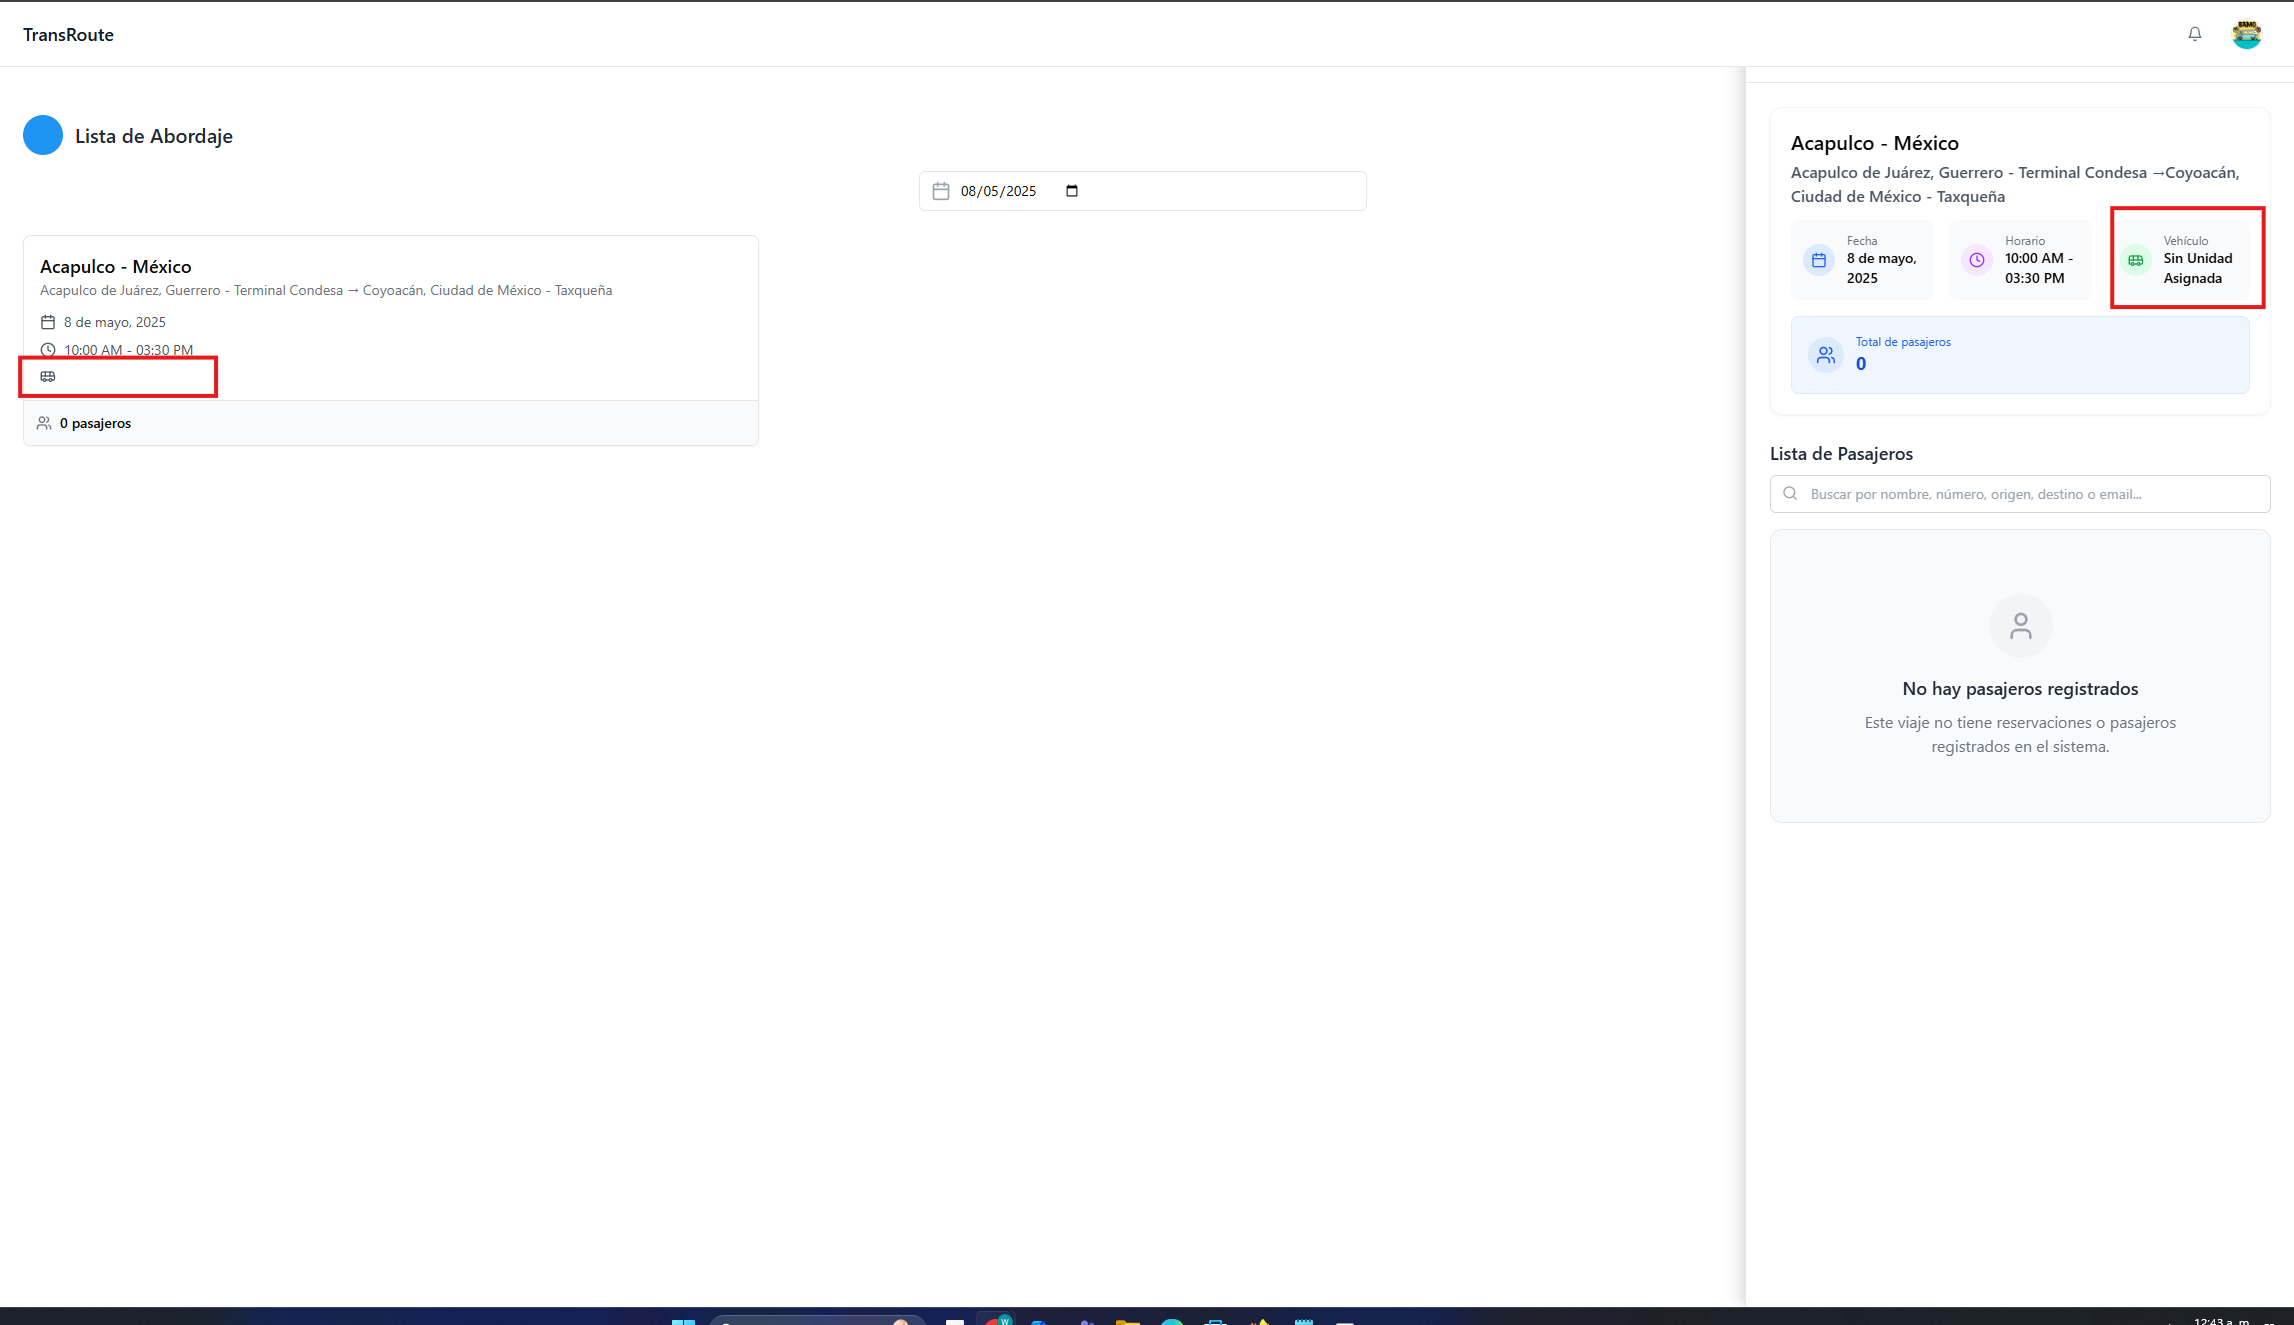 TransRoute
BAMO
Lista de Abordaje
08/05/2025
Acapulco - México
Acapulco de Juárez, Guerrero - Terminal Condesa → Coyoacán, Ciudad de México - Taxqueña
8 de mayo, 2025
10:00 AM - 03:30 PM
0 pasajeros
Acapulco - México
Acapulco de Juárez, Guerrero - Terminal Condesa →Coyoacán,
Ciudad de México - Taxqueña
Fecha
8 de mayo,
2025
Horario
10:00 AM -
03:30 PM
Vehículo
Sin Unidad
Asignada
Total de pasajeros
0
Lista de Pasajeros
Buscar por nombre, número, origen, destino o email...
No hay pasajeros registrados
Este viaje no tiene reservaciones o pasajeros
registrados en el sistema.
W
12:43 a. m.